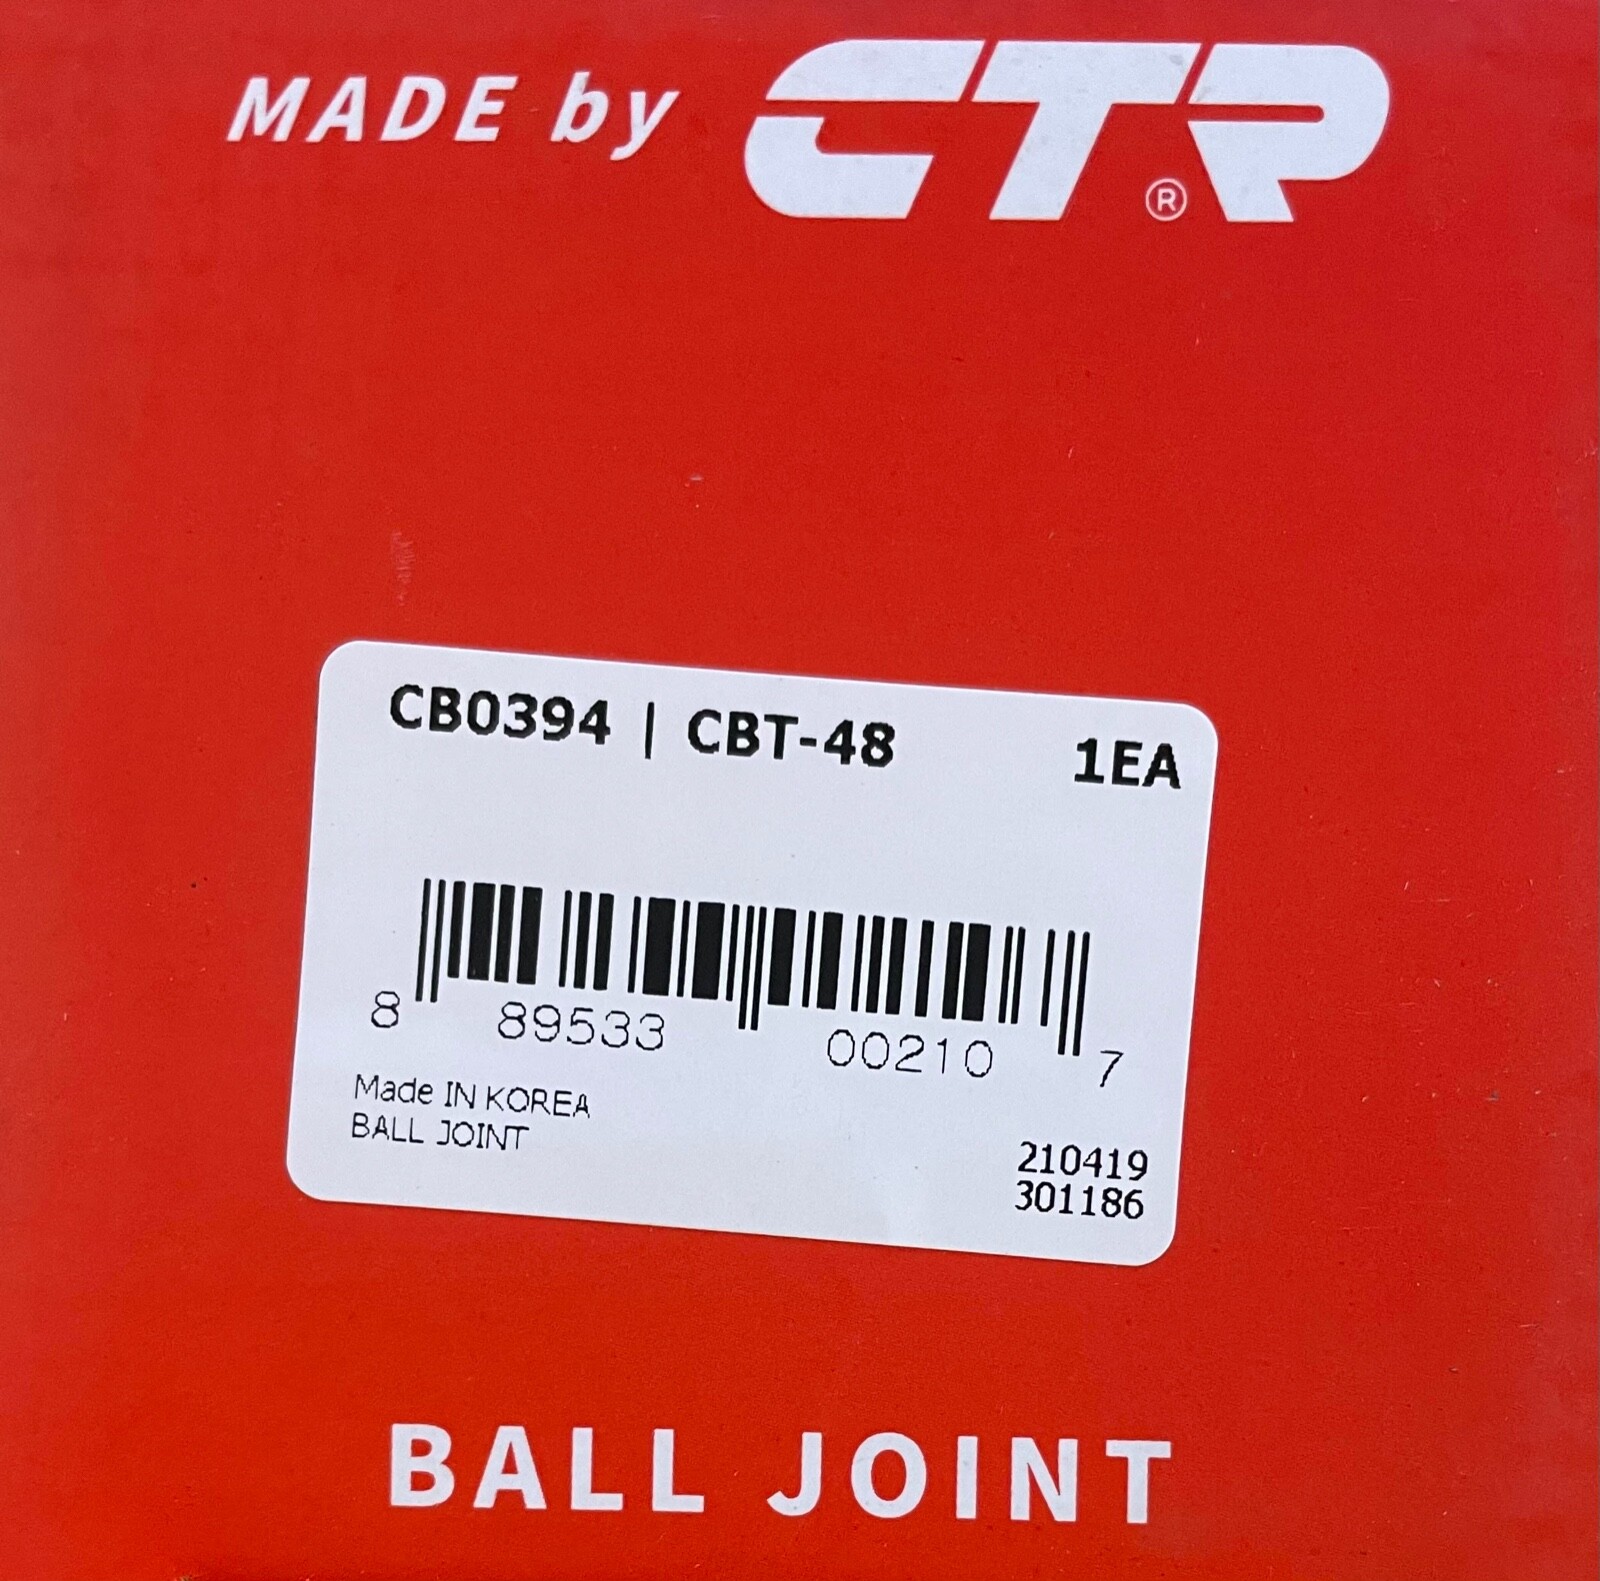 MADE by CTR®
CB0394 | CBT-48 1EA
8 89533 00210 7
Made IN KOREA
BALL JOINT
210419
301186
BALL JOINT